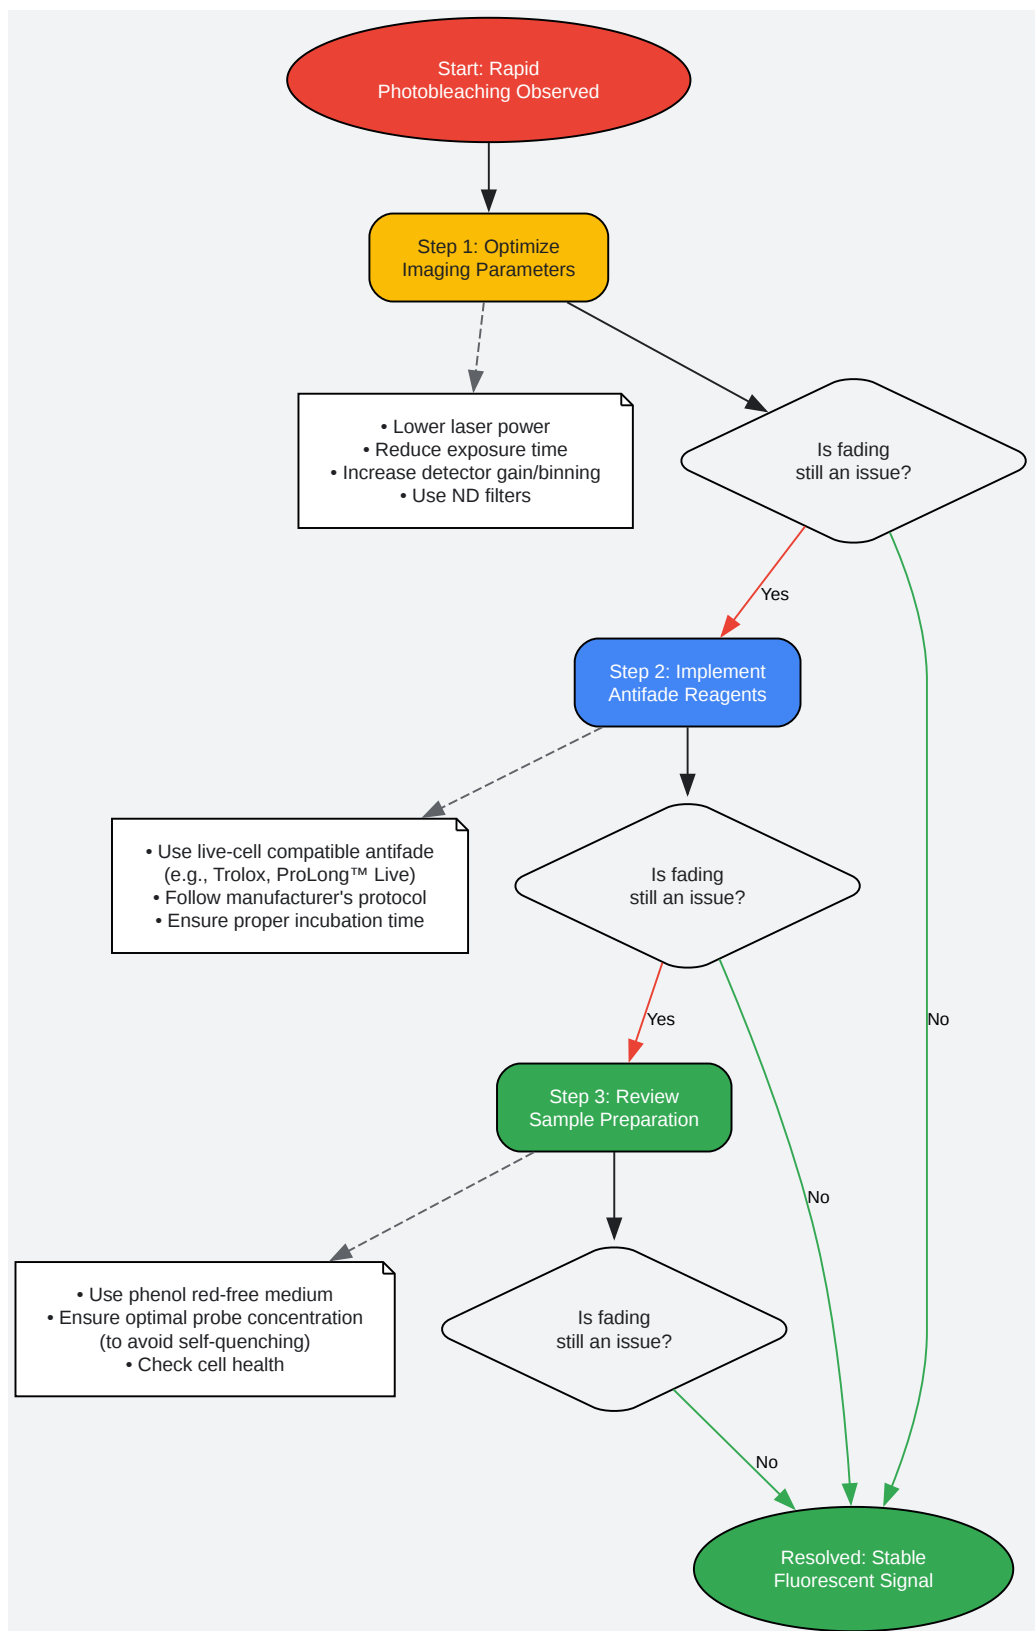 Start: Rapid
Photobleaching Observed
Step 1: Optimize
Imaging Parameters
• Lower laser power
• Reduce exposure time
• Increase detector gain/binning
• Use ND filters
Is fading
still an issue?
Yes
Step 2: Implement
Antifade Reagents
• Use live-cell compatible antifade
(e.g., Trolox, ProLong™ Live)
• Follow manufacturer's protocol
• Ensure proper incubation time
Is fading
still an issue?
Yes
No
Step 3: Review
Sample Preparation
No
• Use phenol red-free medium
• Ensure optimal probe concentration
(to avoid self-quenching)
• Check cell health
Is fading
still an issue?
No
Resolved: Stable
Fluorescent Signal